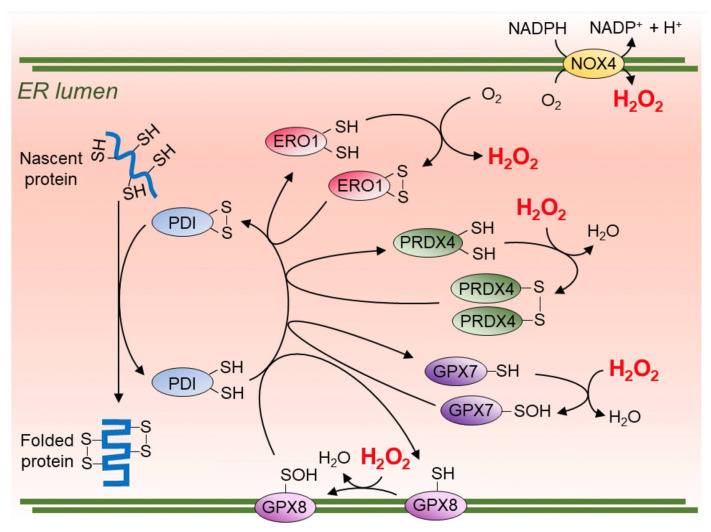 NADPH NADP⁺ + H⁺
NOX4
ER lumen
O₂ H₂O₂
O₂
SH
SH
SH
SH
Nascent
protein
ERO1
SH
SH
H₂O₂
ERO1
S
S
PDI
S
S
H₂O₂
PRDX4
SH
SH
H₂O
PRDX4
S
PRDX4
S
PDI
SH
SH
GPX7
SH
H₂O₂
GPX7
SOH
H₂O
Folded
protein
S
S
S
S
SOH
H₂O
H₂O₂
SH
GPX8
GPX8